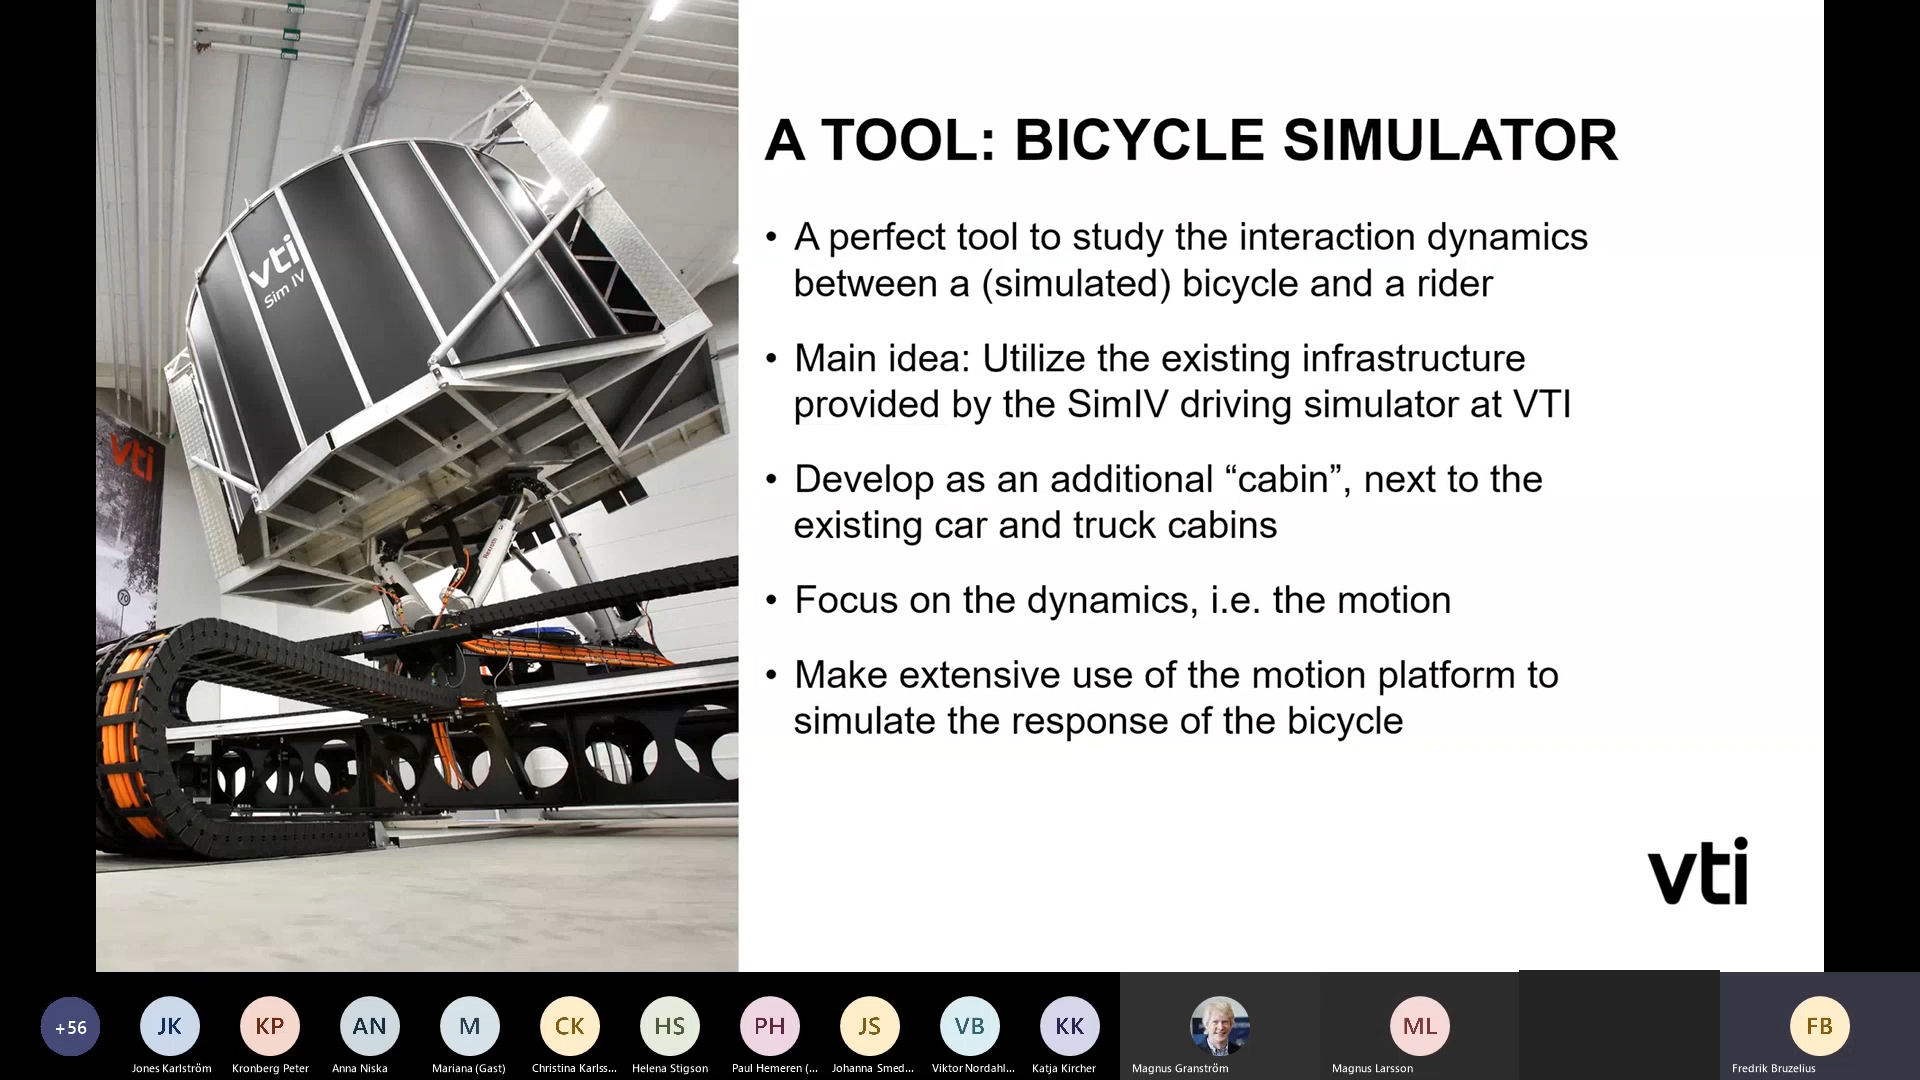 vti
Sim IV
vti
70
Rexroth
A TOOL: BICYCLE SIMULATOR
• A perfect tool to study the interaction dynamics
between a (simulated) bicycle and a rider
• Main idea: Utilize the existing infrastructure
provided by the SimIV driving simulator at VTI
• Develop as an additional “cabin”, next to the
existing car and truck cabins
• Focus on the dynamics, i.e. the motion
• Make extensive use of the motion platform to
simulate the response of the bicycle
vti
+56
JK
KP
AN
M
CK
HS
PH
JS
VB
KK
ML
FB
Jones Karlström
Kronberg Peter
Anna Niska
Mariana (Gast)
Christina Karlss...
Helena Stigson
Paul Hemeren (...
Johanna Smed...
Viktor Nordahl...
Katja Kircher
Magnus Granström
Magnus Larsson
Fredrik Bruzelius